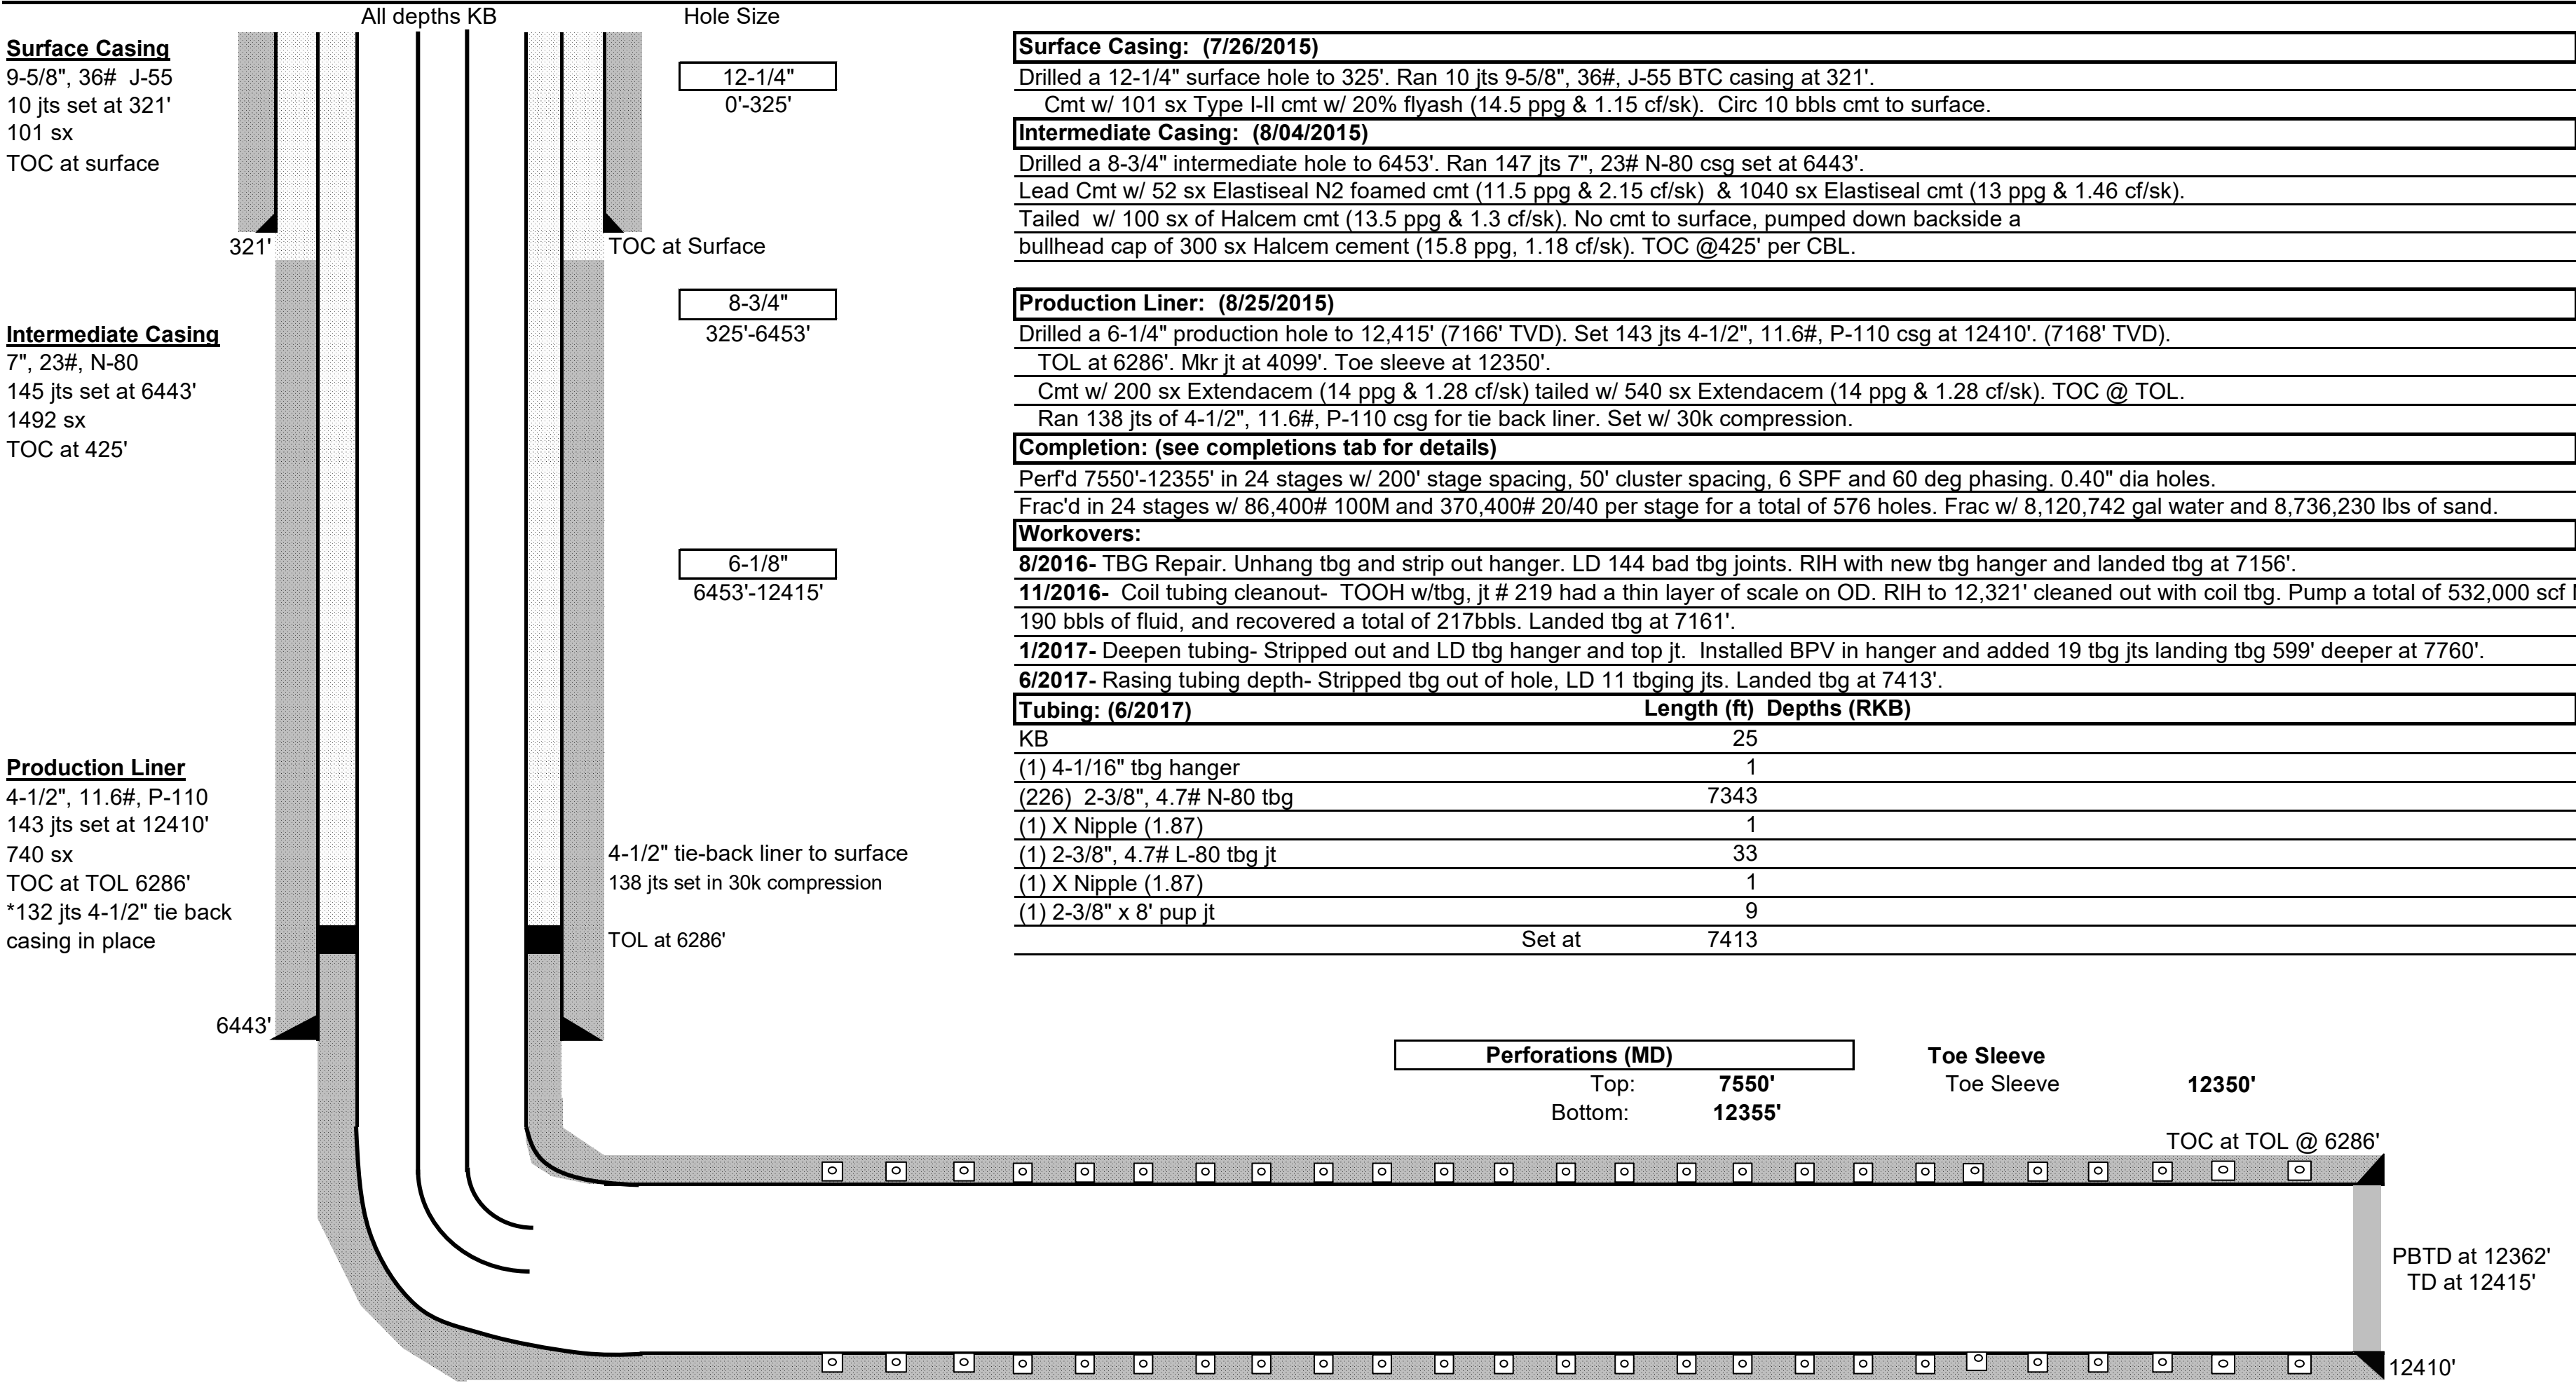 All depths KB
Hole Size
Surface Casing
9-5/8", 36# J-55
10 jts set at 321'
101 sx
TOC at surface
321'
TOC at Surface
12-1/4"
0'-325'
8-3/4"
325'-6453'
Intermediate Casing
7", 23#, N-80
145 jts set at 6443'
1492 sx
TOC at 425'
6-1/8"
6453'-12415'
Production Liner
4-1/2", 11.6#, P-110
143 jts set at 12410'
740 sx
TOC at TOL 6286'
*132 jts 4-1/2" tie back
casing in place
4-1/2" tie-back liner to surface
138 jts set in 30k compression
TOL at 6286'
6443'
Surface Casing: (7/26/2015)
Drilled a 12-1/4" surface hole to 325'. Ran 10 jts 9-5/8", 36#, J-55 BTC casing at 321'.
Cmt w/ 101 sx Type I-II cmt w/ 20% flyash (14.5 ppg & 1.15 cf/sk). Circ 10 bbls cmt to surface.
Intermediate Casing: (8/04/2015)
Drilled a 8-3/4" intermediate hole to 6453'. Ran 147 jts 7", 23# N-80 csg set at 6443'.
Lead Cmt w/ 52 sx Elastiseal N2 foamed cmt (11.5 ppg & 2.15 cf/sk) & 1040 sx Elastiseal cmt (13 ppg & 1.46 cf/sk).
Tailed w/ 100 sx of Halcem cmt (13.5 ppg & 1.3 cf/sk). No cmt to surface, pumped down backside a
bullhead cap of 300 sx Halcem cement (15.8 ppg, 1.18 cf/sk). TOC @425' per CBL.
Production Liner: (8/25/2015)
Drilled a 6-1/4" production hole to 12,415' (7166' TVD). Set 143 jts 4-1/2", 11.6#, P-110 csg at 12410'. (7168' TVD).
TOL at 6286'. Mkr jt at 4099'. Toe sleeve at 12350'.
Cmt w/ 200 sx Extendacem (14 ppg & 1.28 cf/sk) tailed w/ 540 sx Extendacem (14 ppg & 1.28 cf/sk). TOC @ TOL.
Ran 138 jts of 4-1/2", 11.6#, P-110 csg for tie back liner. Set w/ 30k compression.
Completion: (see completions tab for details)
Perf'd 7550'-12355' in 24 stages w/ 200' stage spacing, 50' cluster spacing, 6 SPF and 60 deg phasing. 0.40" dia holes.
Frac'd in 24 stages w/ 86,400# 100M and 370,400# 20/40 per stage for a total of 576 holes. Frac w/ 8,120,742 gal water and 8,736,230 lbs of sand.
Workovers:
8/2016- TBG Repair. Unhang tbg and strip out hanger. LD 144 bad tbg joints. RIH with new tbg hanger and landed tbg at 7156'.
11/2016- Coil tubing cleanout- TOOH w/tbg, jt # 219 had a thin layer of scale on OD. RIH to 12,321' cleaned out with coil tbg. Pump a total of 532,000 scf
190 bbls of fluid, and recovered a total of 217bbls. Landed tbg at 7161'.
1/2017- Deepen tubing- Stripped out and LD tbg hanger and top jt. Installed BPV in hanger and added 19 tbg jts landing tbg 599' deeper at 7760'.
6/2017- Rasing tubing depth- Stripped tbg out of hole, LD 11 tbging jts. Landed tbg at 7413'.
Tubing: (6/2017) Length (ft) Depths (RKB)
KB 25
(1) 4-1/16" tbg hanger 1
(226) 2-3/8", 4.7# N-80 tbg 7343
(1) X Nipple (1.87) 1
(1) 2-3/8", 4.7# L-80 tbg jt 33
(1) X Nipple (1.87) 1
(1) 2-3/8" x 8' pup jt 9
Set at 7413
Perforations (MD)
Top: 7550'
Bottom: 12355'
Toe Sleeve
Toe Sleeve 12350'
TOC at TOL @ 6286'
PBTD at 12362'
TD at 12415'
12410'